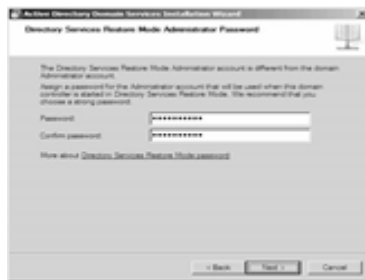 Active Directory Domain Services Installation Wizard
Directory Services Restore Mode Administrator Password
The Directory Services Restore Mode Administrator account is different from the domain
Administrator account.
Assign a password for the Administrator account that will be used when this domain
controller is started in Directory Services Restore Mode. We recommend that you
choose a strong password.
Password:
Confirm password:
More about Directory Services Restore Mode password
< Back Next > Cancel